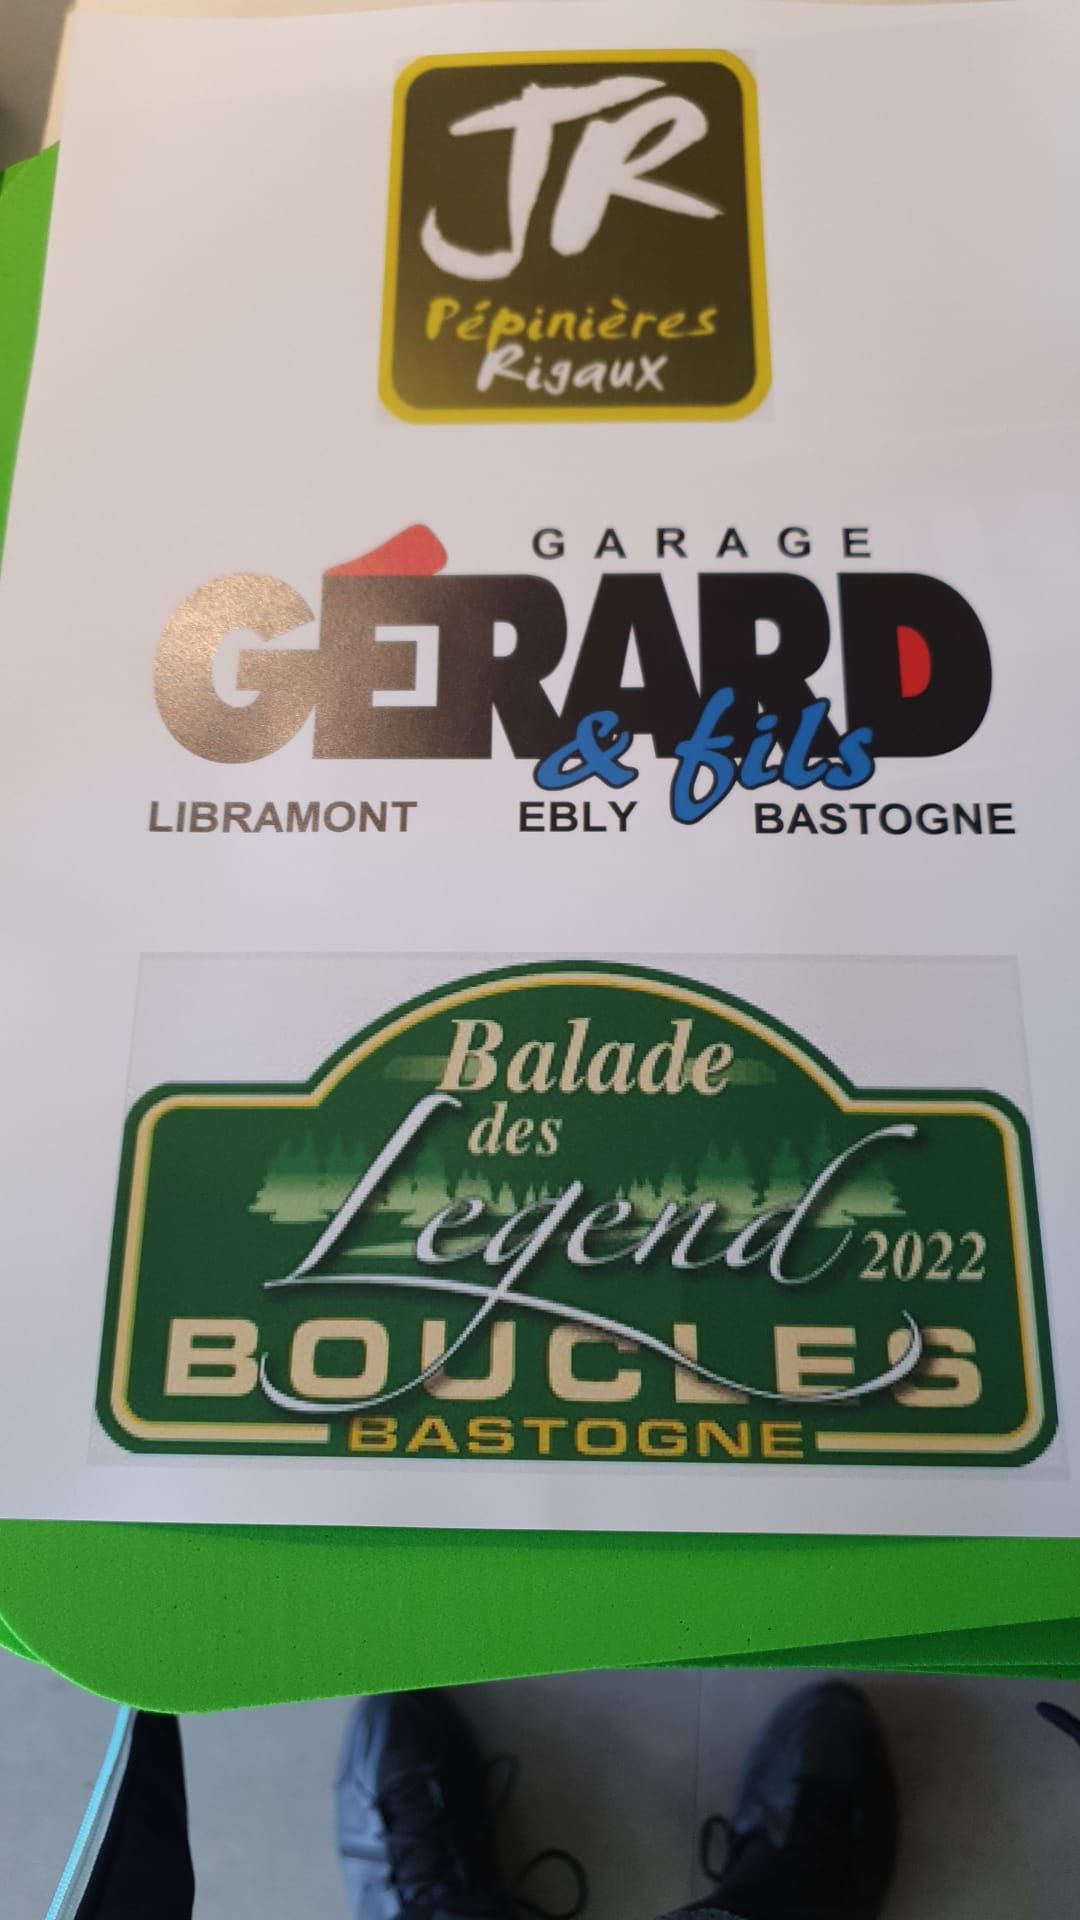 JR
Pépinières
Rigaux
GARAGE
GÉRARD
& fils
LIBRAMONT EBLY BASTOGNE
Balade
des
Legend 2022
BOUCLES
BASTOGNE